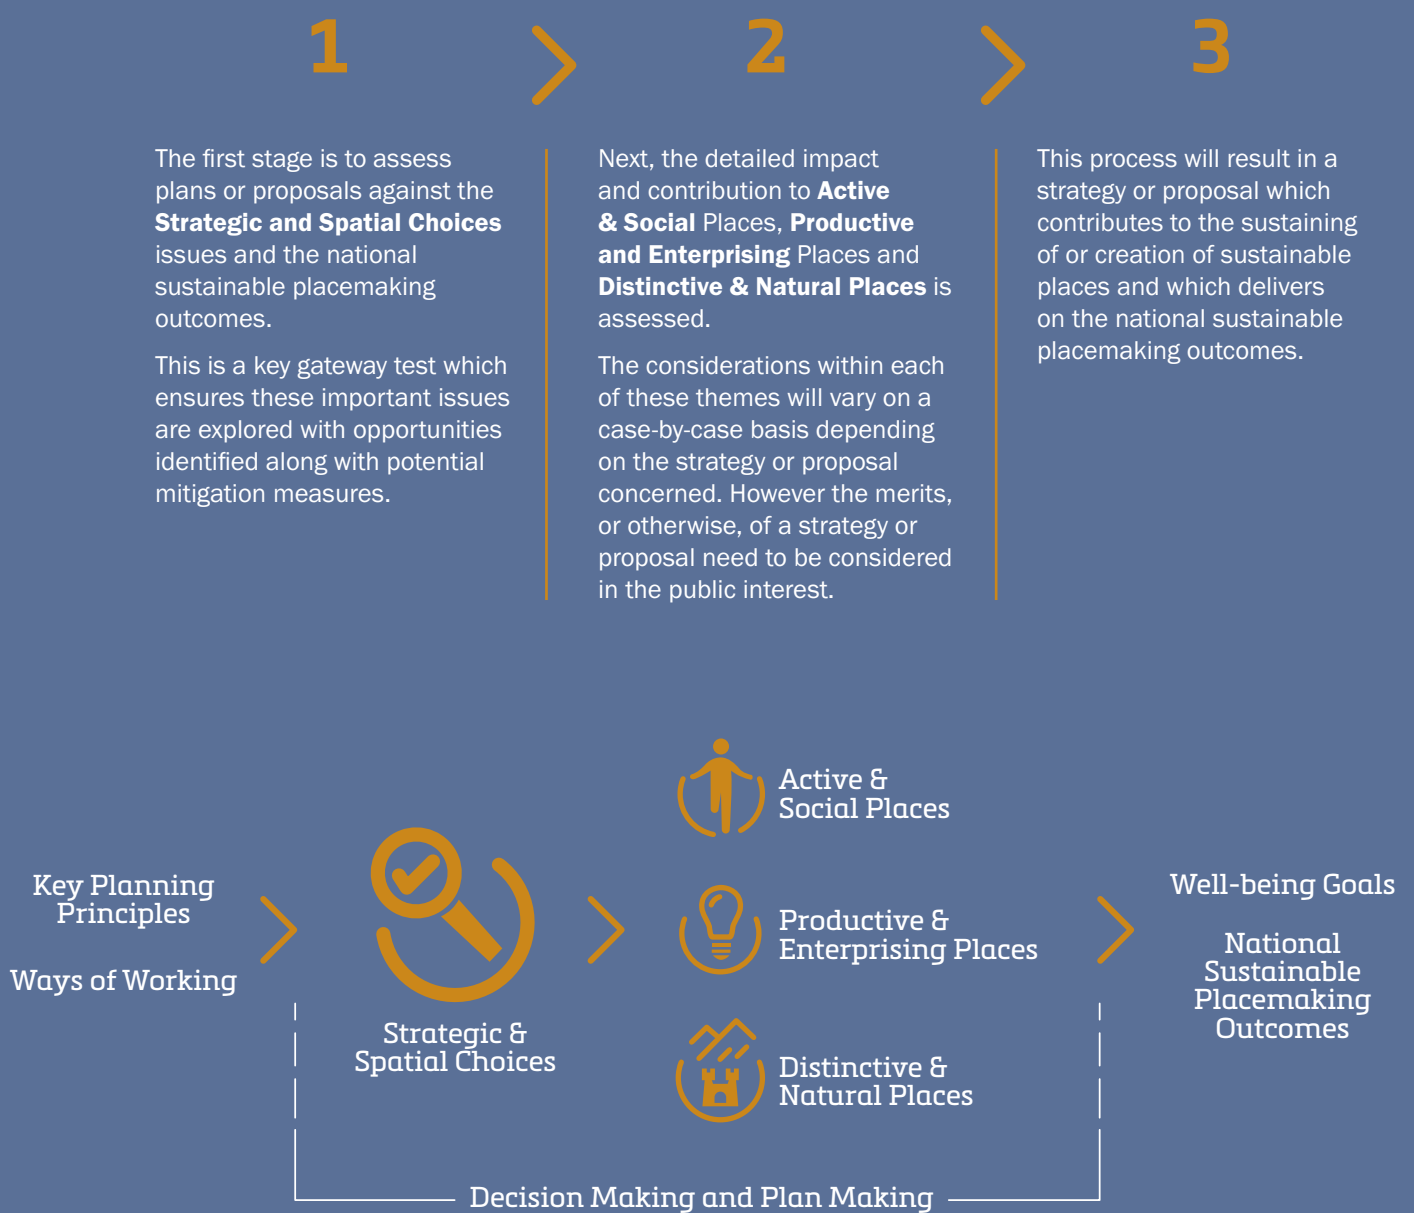 1
The first stage is to assess
plans or proposals against the
Strategic and Spatial Choices
issues and the national
sustainable placemaking
outcomes.
This is a key gateway test which
ensures these important issues
are explored with opportunities
identified along with potential
mitigation measures.
2
Next, the detailed impact
and contribution to Active
& Social Places, Productive
and Enterprising Places and
Distinctive & Natural Places is
assessed.
The considerations within each
of these themes will vary on a
case-by-case basis depending
on the strategy or proposal
concerned. However the merits,
or otherwise, of a strategy or
proposal need to be considered
in the public interest.
3
This process will result in a
strategy or proposal which
contributes to the sustaining
of or creation of sustainable
places and which delivers
on the national sustainable
placemaking outcomes.
Key Planning
Principles
Ways of Working
Strategic &
Spatial Choices
Active &
Social Places
Productive &
Enterprising Places
Distinctive &
Natural Places
Well-being Goals
National
Sustainable
Placemaking
Outcomes
Decision Making and Plan Making